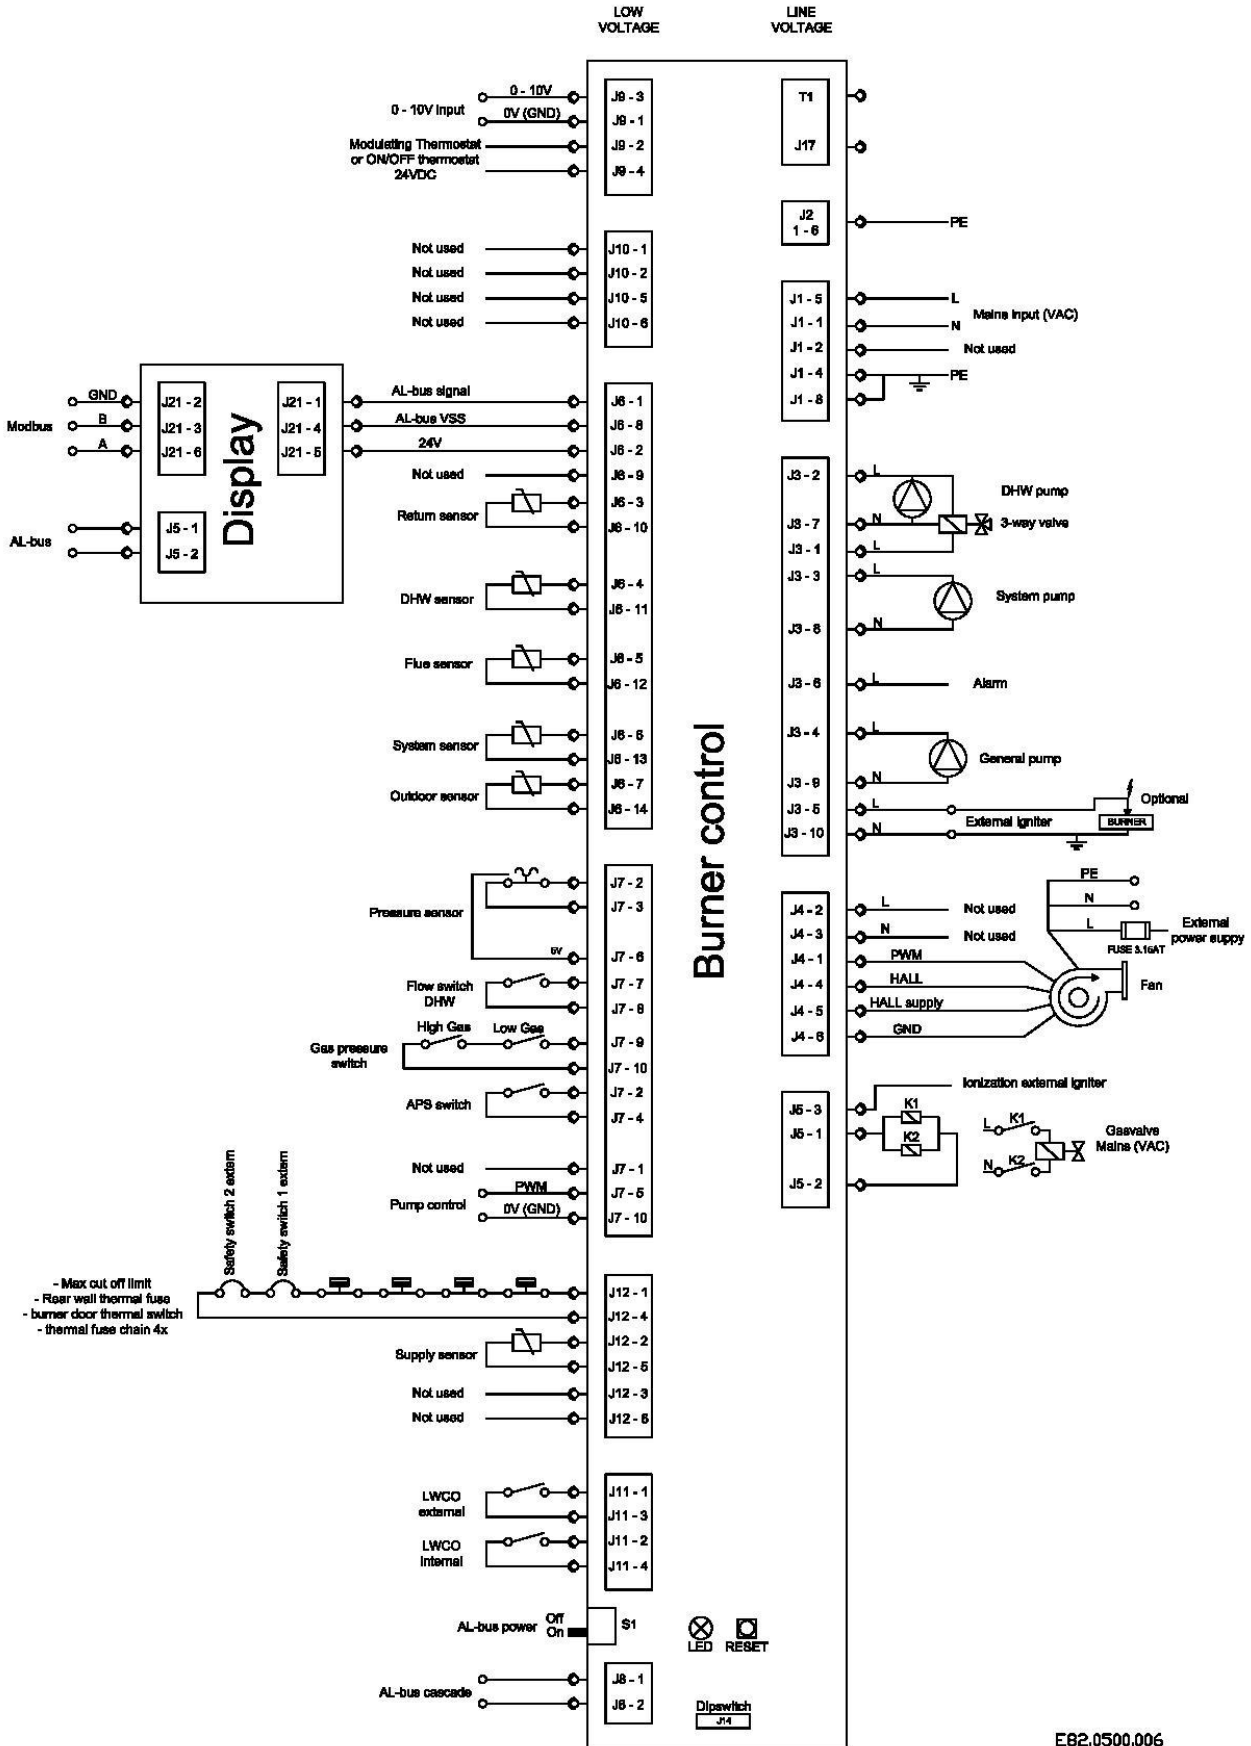 LOW
VOLTAGE
LINE
VOLTAGE
0 - 10V Input
0 - 10V
0V (GND)
Modulating Thermostat
or ON/OFF thermostat
24VDC
J9 - 3
J9 - 1
J9 - 2
J9 - 4
Not used
Not used
Not used
Not used
J10 - 1
J10 - 2
J10 - 5
J10 - 6
Modbus
GND
B
A
AL-bus
J21 - 2
J21 - 3
J21 - 6
J5 - 1
J5 - 2
Display
J21 - 1
J21 - 4
J21 - 5
AL-bus signal
AL-bus VSS
24V
Not used
Return sensor
DHW sensor
Flue sensor
System sensor
Outdoor sensor
J6 - 1
J6 - 8
J6 - 2
J6 - 9
J6 - 3
J6 - 10
J6 - 4
J6 - 11
J6 - 5
J6 - 12
J6 - 6
J6 - 13
J6 - 7
J6 - 14
Pressure sensor
5V
Flow switch
DHW
High Gas
Low Gas
Gas pressure
switch
APS switch
Not used
Pump control
PWM
0V (GND)
J7 - 2
J7 - 3
J7 - 6
J7 - 7
J7 - 8
J7 - 9
J7 - 10
J7 - 2
J7 - 4
J7 - 1
J7 - 5
J7 - 10
Safety switch 2 extern
Safety switch 1 extern
- Max cut off limit
- Rear wall thermal fuse
- burner door thermal switch
- thermal fuse chain 4x
Supply sensor
Not used
Not used
J12 - 1
J12 - 4
J12 - 2
J12 - 5
J12 - 3
J12 - 6
LWCO
external
LWCO
Internal
J11 - 1
J11 - 3
J11 - 2
J11 - 4
AL-bus power
Off
On
S1
AL-bus cascade
J8 - 1
J8 - 2
Burner control
LED
RESET
Dipswitch
J14
T1
J17
J2
1 - 6
PE
J1 - 5
J1 - 1
J1 - 2
J1 - 4
J1 - 8
L
N
Mains Input (VAC)
Not used
PE
J3 - 2
J3 - 7
J3 - 1
J3 - 3
J3 - 8
J3 - 6
J3 - 4
J3 - 9
J3 - 5
J3 - 10
L
N
L
DHW pump
3-way valve
L
N
System pump
L
Alarm
L
N
General pump
L
N
External Igniter
Optional
BURNER
J4 - 2
J4 - 3
J4 - 1
J4 - 4
J4 - 5
J4 - 6
L
Not used
N
Not used
PWM
HALL
HALL supply
GND
PE
N
L
FUSE 3.15AT
External
power suppy
Fan
J5 - 3
J5 - 1
J5 - 2
Ionization external Igniter
K1
K2
L
K1
N
K2
Gasvalve
Mains (VAC)
E82.0500.006